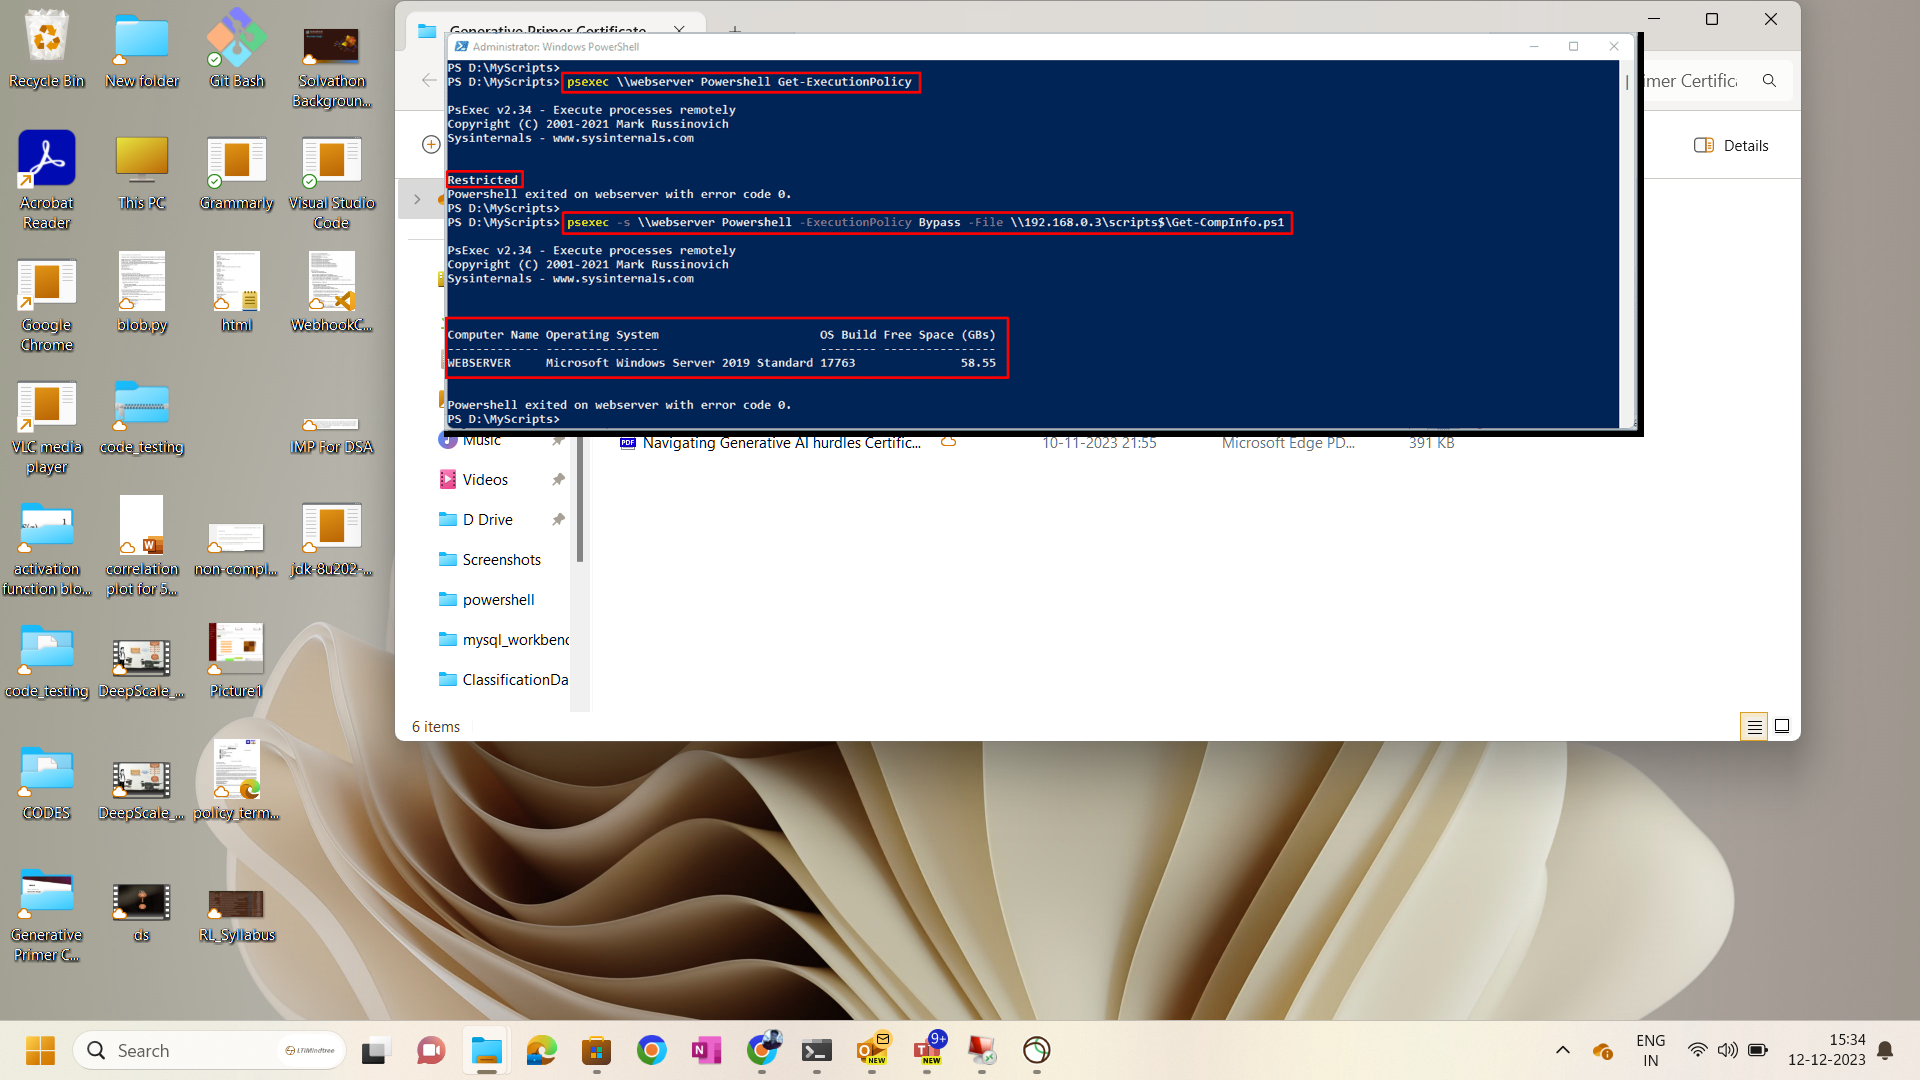 Recycle Bin
New folder
Git Bash
Solvathon
Backgroun...
Acrobat
Reader
This PC
Grammarly
Visual Studio
Code
Google
Chrome
blob.py
html
WebhookC...
VLC media
player
code_testing
IMP For DSA
activation
function blo...
correlation
plot for 5...
non-compl...
jdk-8u202-...
code_testing
DeepScale_...
Picture1
CODES
DeepScale_...
policy_term...
Generative
Primer C...
ds
RL_Syllabus
Generative Primer Certificate
Details
Administrator: Windows PowerShell
PS D:\MyScripts>
PS D:\MyScripts> psexec \\webserver Powershell Get-ExecutionPolicy
PsExec v2.34 - Execute processes remotely
Copyright (C) 2001-2021 Mark Russinovich
Sysinternals - www.sysinternals.com
Restricted
Powershell exited on webserver with error code 0.
PS D:\MyScripts>
PS D:\MyScripts> psexec -s \\webserver Powershell -ExecutionPolicy Bypass -File \\192.168.0.3\scripts$\Get-CompInfo.ps1
PsExec v2.34 - Execute processes remotely
Copyright (C) 2001-2021 Mark Russinovich
Sysinternals - www.sysinternals.com
Computer Name Operating System OS Build Free Space (GBs)
------------- ---------------- -------- ----------------
WEBSERVER Microsoft Windows Server 2019 Standard 17763 58.55
Powershell exited on webserver with error code 0.
PS D:\MyScripts>
Music
PDF Navigating Generative AI hurdles Certific... 10-11-2023 21:55 Microsoft Edge PD... 391 KB
Videos
D Drive
Screenshots
powershell
mysql_workbenc
ClassificationDa
6 items
Search
LTIMindtree
NEW
9+
NEW
ENG
IN
15:34
12-12-2023